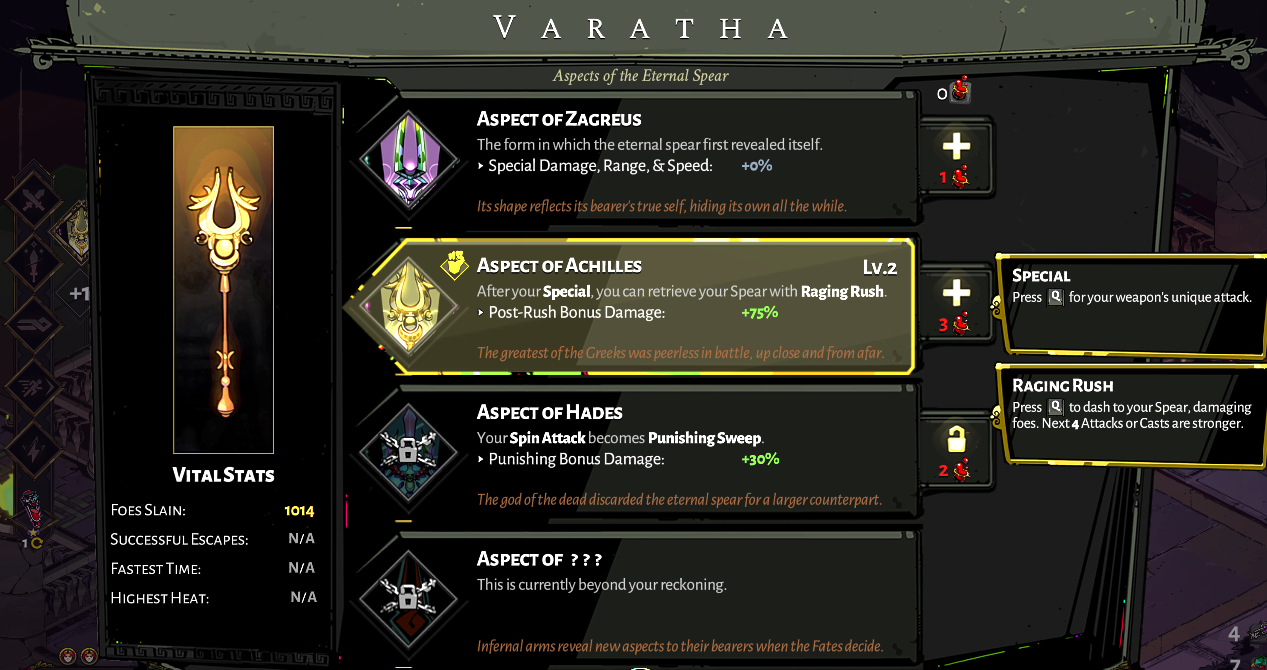 VARATHA
Aspects of the Eternal Spear
0
ASPECT OF ZAGREUS
The form in which the eternal spear first revealed itself.
‣ Special Damage, Range, & Speed: +0%
Its shape reflects its bearer's true self, hiding its own all the while.
1
ASPECT OF ACHILLES
LV.2
After your Special, you can retrieve your Spear with Raging Rush.
‣ Post-Rush Bonus Damage: +75%
The greatest of the Greeks was peerless in battle, up close and from afar.
3
SPECIAL
Press Q for your weapon's unique attack.
RAGING RUSH
Press Q to dash to your Spear, damaging
foes. Next 4 Attacks or Casts are stronger.
ASPECT OF HADES
Your Spin Attack becomes Punishing Sweep.
‣ Punishing Bonus Damage: +30%
The god of the dead discarded the eternal spear for a larger counterpart.
2
ASPECT OF ???
This is currently beyond your reckoning.
Infernal arms reveal new aspects to their bearers when the Fates decide.
VITAL STATS
FOES SLAIN: 1014
SUCCESSFUL ESCAPES: N/A
FASTEST TIME: N/A
HIGHEST HEAT: N/A
+1
1
4
7